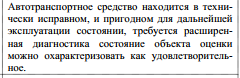 Автотранспортное средство находится в техни-
чески исправном, и пригодном для дальнейшей
эксплуатации состоянии, требуется расширен-
ная диагностика состояние объекта оценки
можно охарактеризовать как удовлетворитель-
ное.